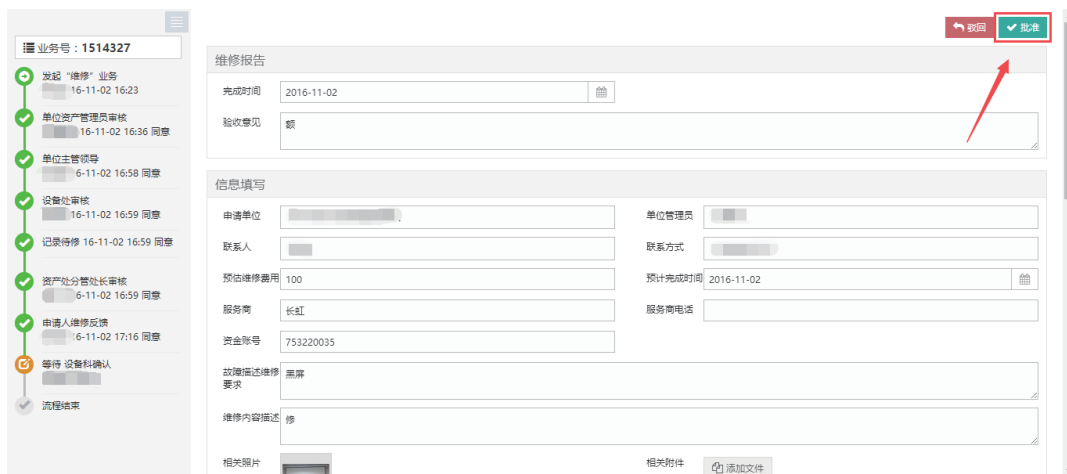 业务号：1514327
发起“维修”业务
16-11-02 16:23
单位资产管理员审核
16-11-02 16:36 同意
单位主管领导
6-11-02 16:58 同意
设备处审核
16-11-02 16:59 同意
记录待修 16-11-02 16:59 同意
资产处分管处长审核
6-11-02 16:59 同意
申请人维修反馈
6-11-02 17:16 同意
等待 设备科确认
流程结束
驳回 批准
维修报告
完成时间 2016-11-02
验收意见 额
信息填写
申请单位 单位管理员
联系人 联系方式
预估维修费用 100 预计完成时间 2016-11-02
服务商 长虹 服务商电话
资金账号 753220035
故障描述维修 黑屏
要求
维修内容描述 修
相关照片 相关附件 添加文件